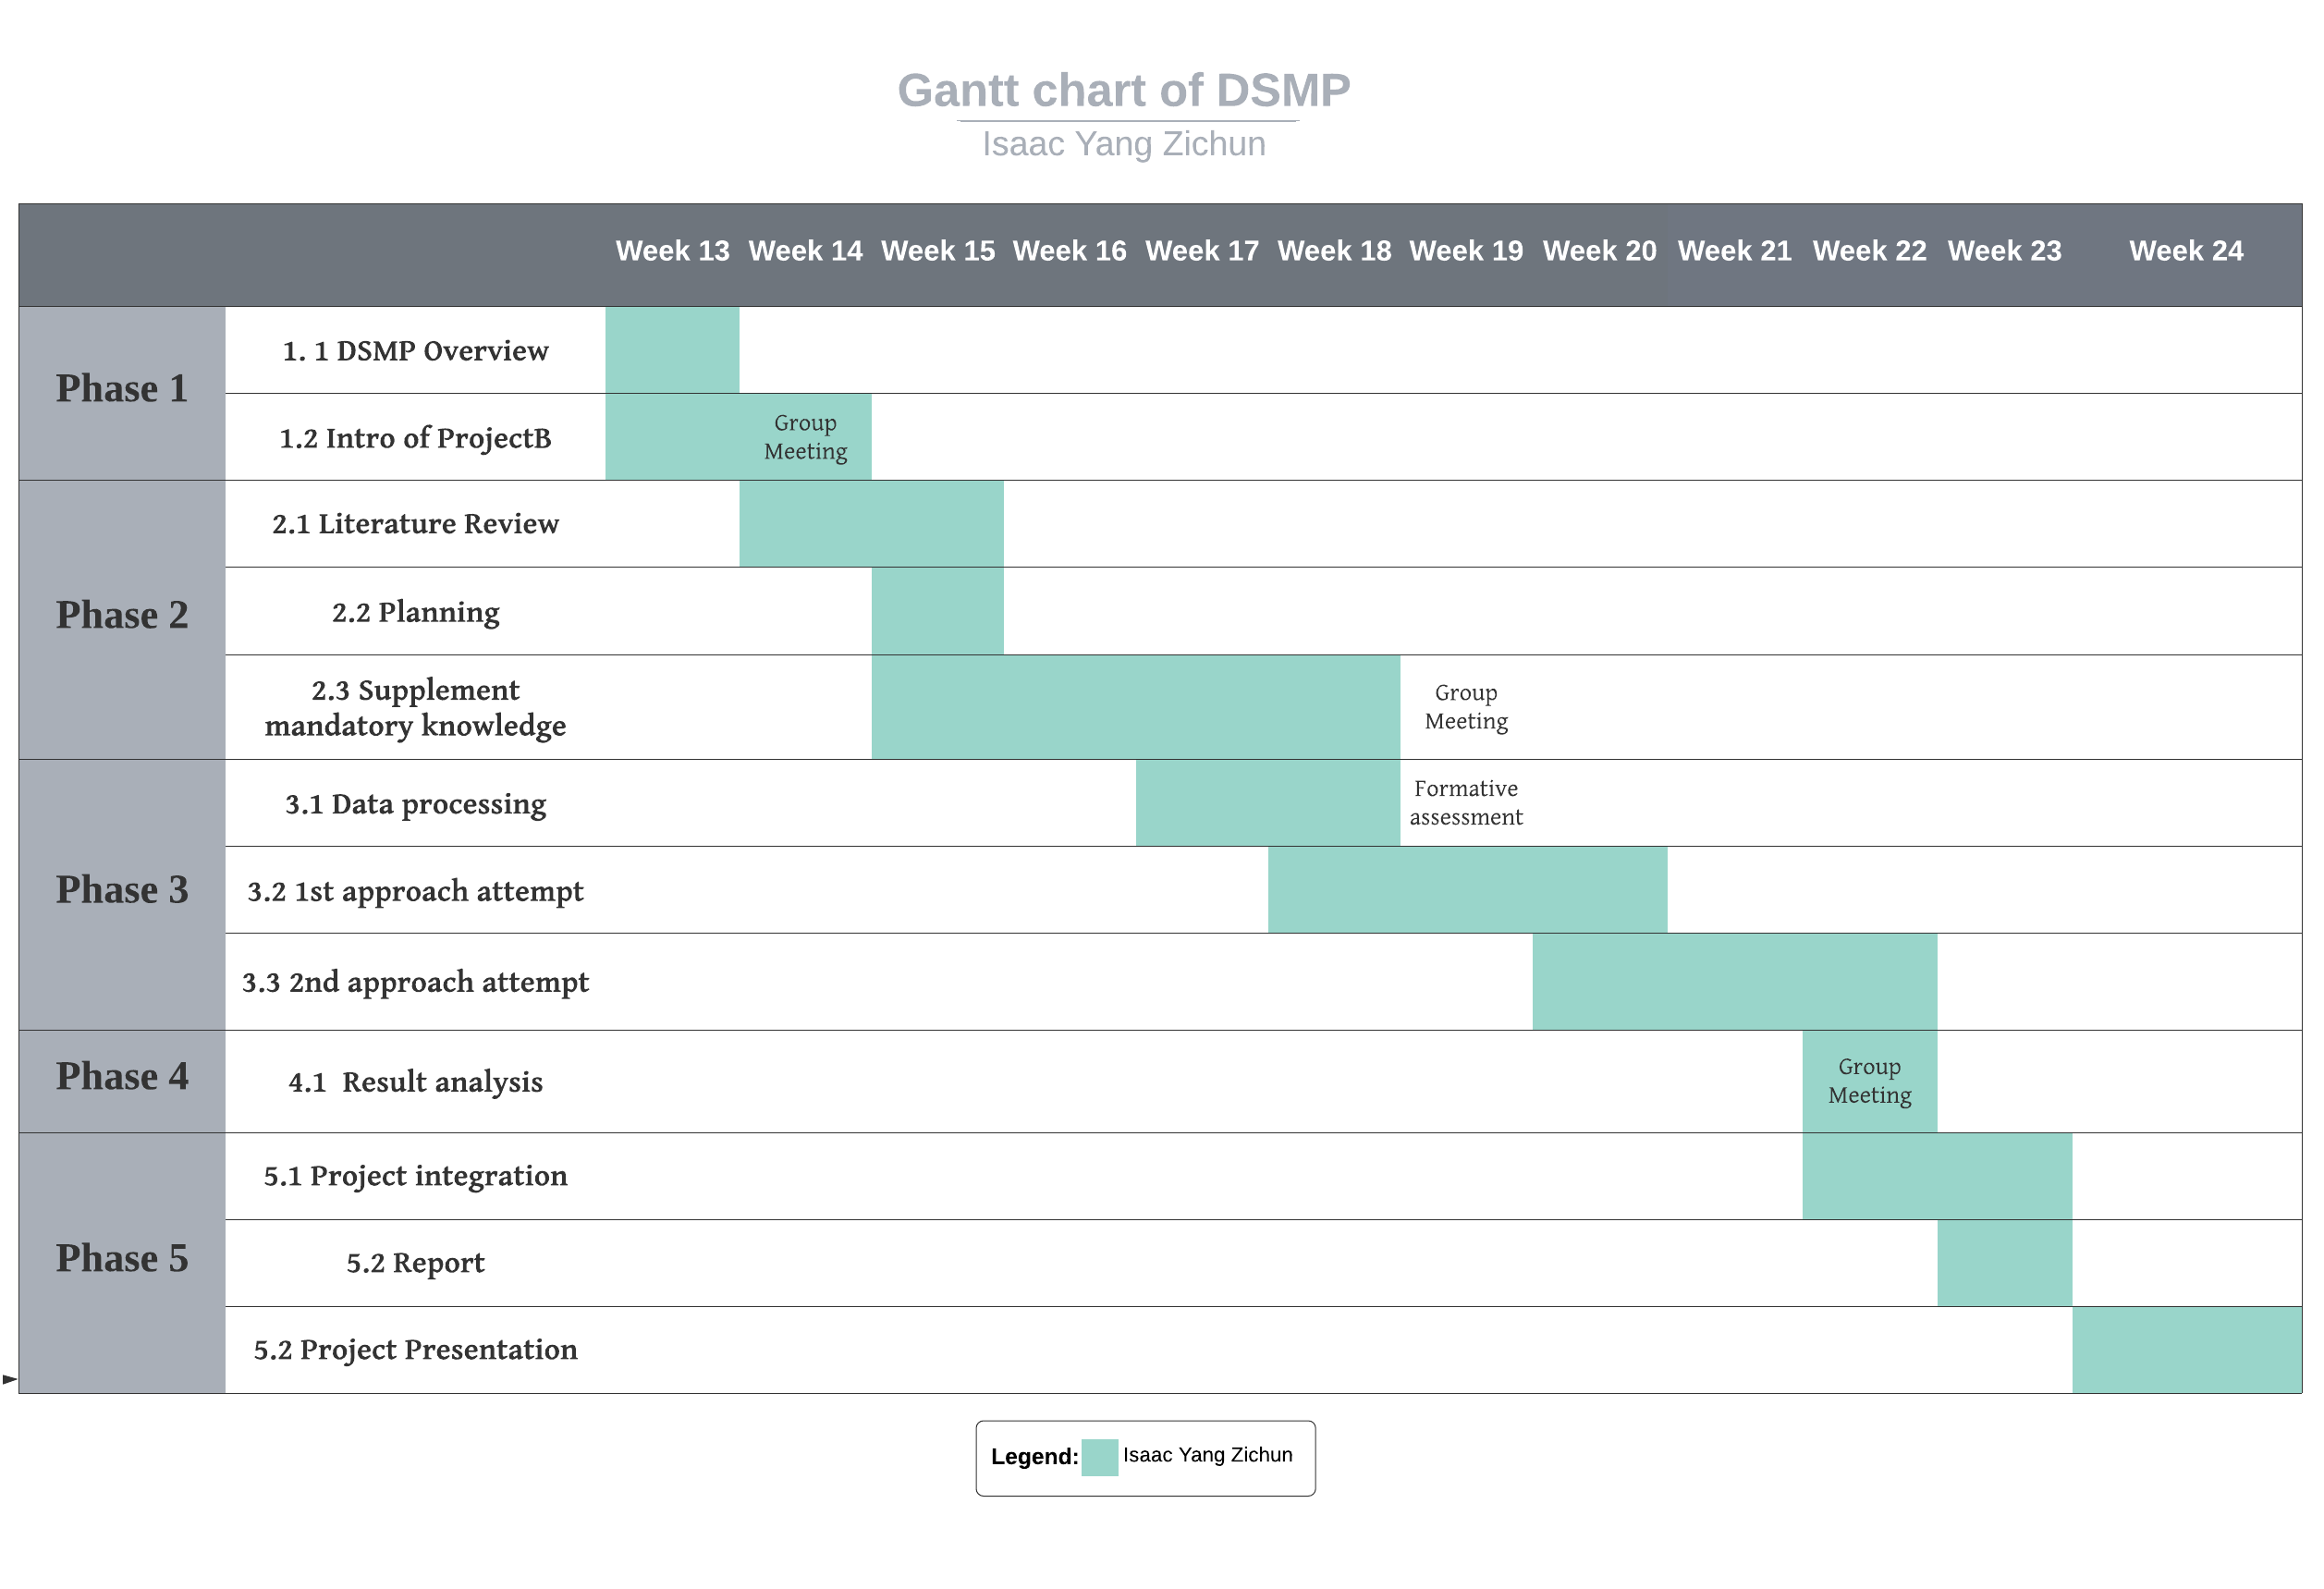 Gantt chart of DSMP
Isaac Yang Zichun
Week 13 Week 14 Week 15 Week 16 Week 17 Week 18 Week 19 Week 20 Week 21 Week 22 Week 23 Week 24
Phase 1
1. 1 DSMP Overview
1.2 Intro of ProjectB
Group
Meeting
Phase 2
2.1 Literature Review
2.2 Planning
2.3 Supplement
mandatory knowledge
Group
Meeting
Phase 3
3.1 Data processing
Formative
assessment
3.2 1st approach attempt
3.3 2nd approach attempt
Phase 4
4.1 Result analysis
Group
Meeting
Phase 5
5.1 Project integration
5.2 Report
5.2 Project Presentation
Legend: Isaac Yang Zichun